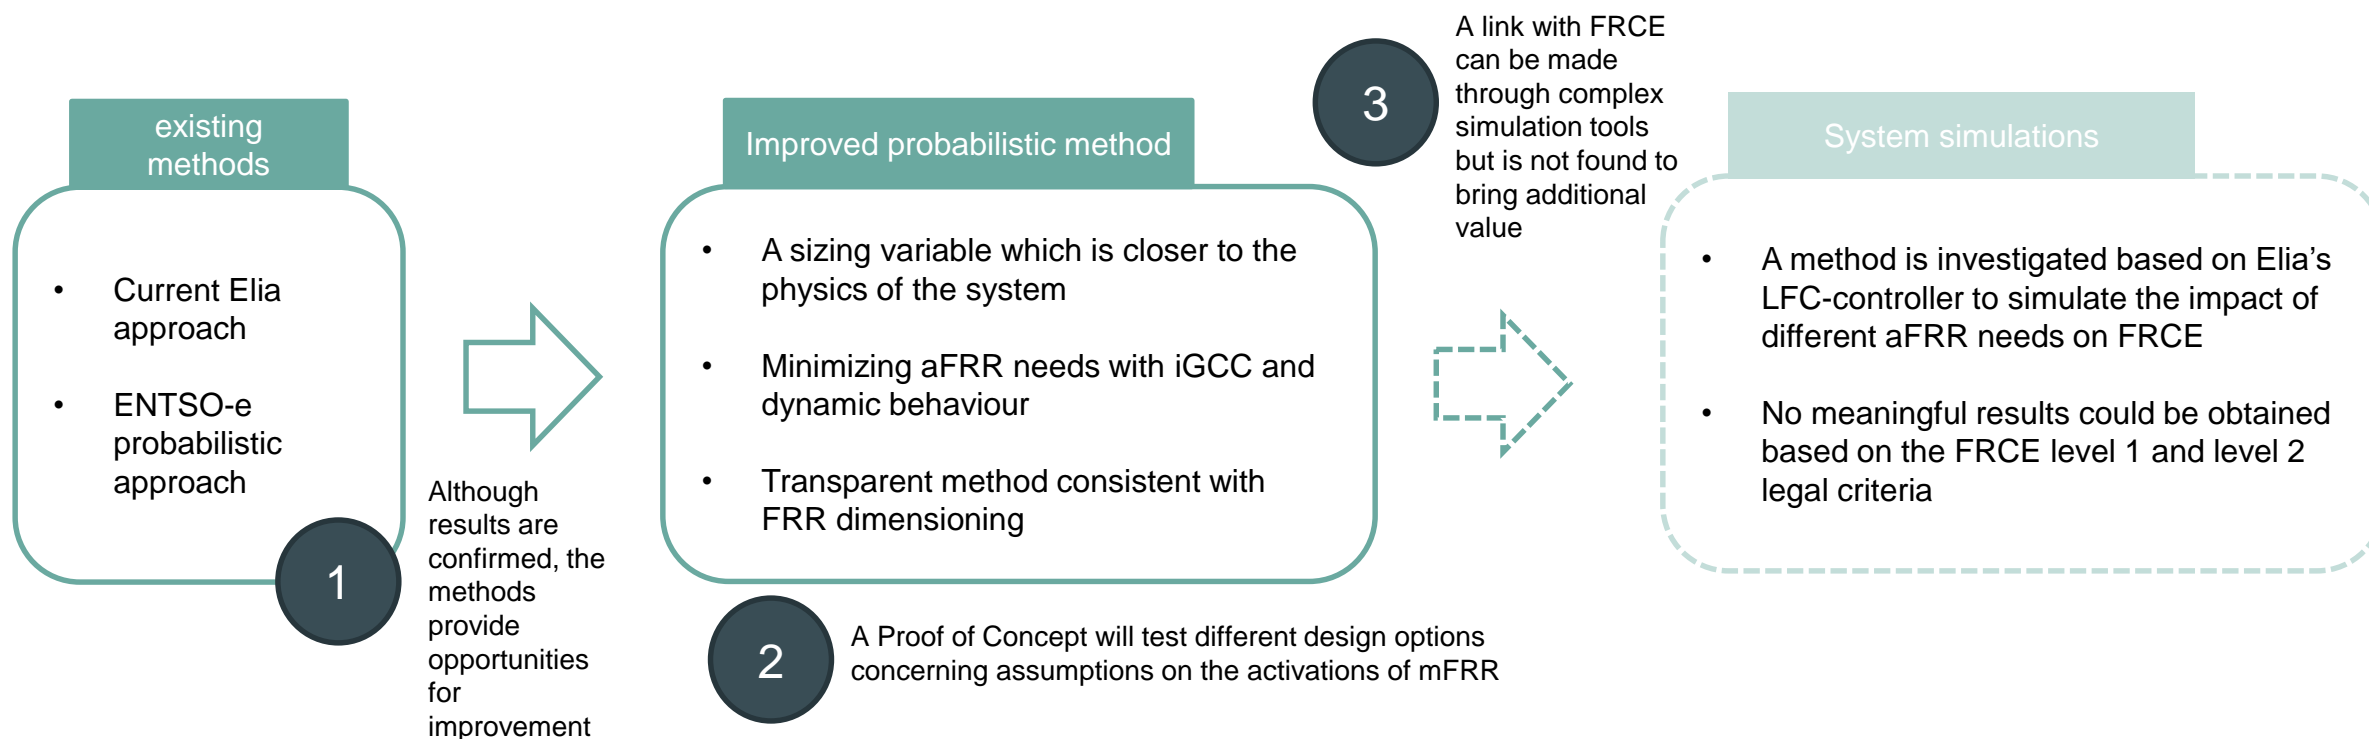 existing
methods
• Current Elia
approach
• ENTSO-e
probabilistic
approach
1
Although
results are
confirmed, the
methods
provide
opportunities
for
improvement
Improved probabilistic method
• A sizing variable which is closer to the
physics of the system
• Minimizing aFRR needs with iGCC and
dynamic behaviour
• Transparent method consistent with
FRR dimensioning
2
A Proof of Concept will test different design options
concerning assumptions on the activations of mFRR
3
A link with FRCE
can be made
through complex
simulation tools
but is not found to
bring additional
value
System simulations
• A method is investigated based on Elia’s
LFC-controller to simulate the impact of
different aFRR needs on FRCE
• No meaningful results could be obtained
based on the FRCE level 1 and level 2
legal criteria